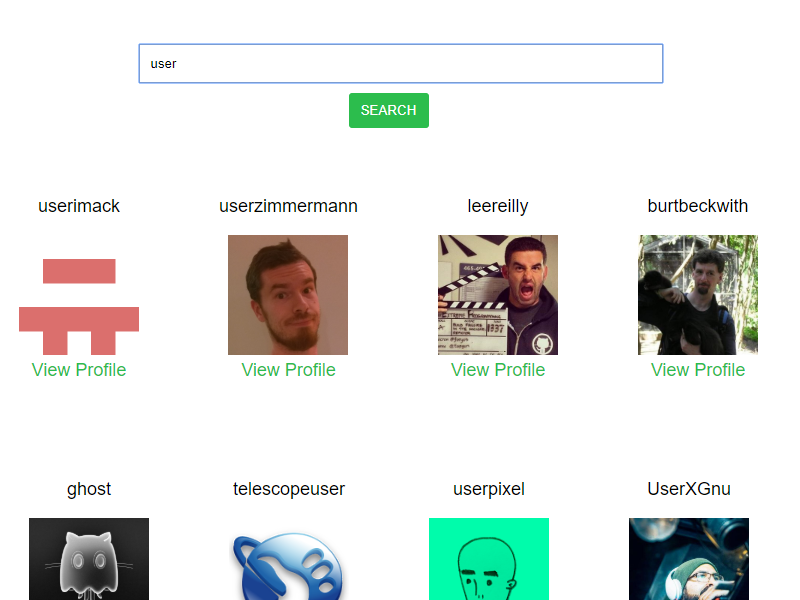 user
SEARCH
userimack
userzimmermann
leereilly
burtbeckwith
View Profile
View Profile
View Profile
View Profile
ghost
telescopeuser
userpixel
UserXGnu